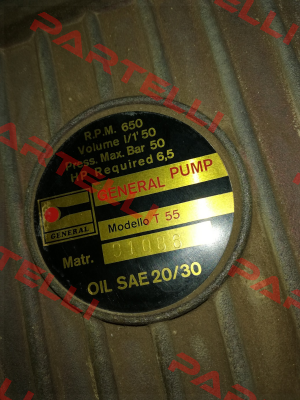 R.P.M. 650
Volume l/1' 50
Press. Max. Bar 50
HP Required 6,5
GENERAL PUMP
GENERAL
Modello T 55
Matr.
OIL SAE 20/30
PARTELLI
PARTELLI
PARTELLI
PARTELLI